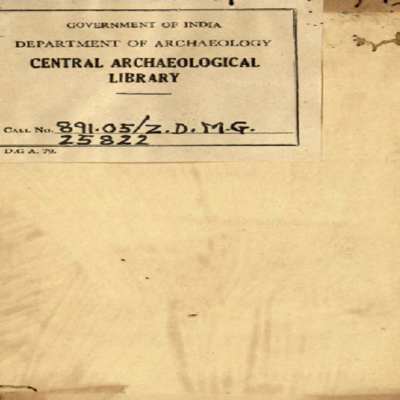 GOVERNMENT OF INDIA
DEPARTMENT OF ARCHAEOLOGY
CENTRAL ARCHAEOLOGICAL
LIBRARY
CALL No. 891.05/Z.D.M.G.
25822
D.G A. 79.